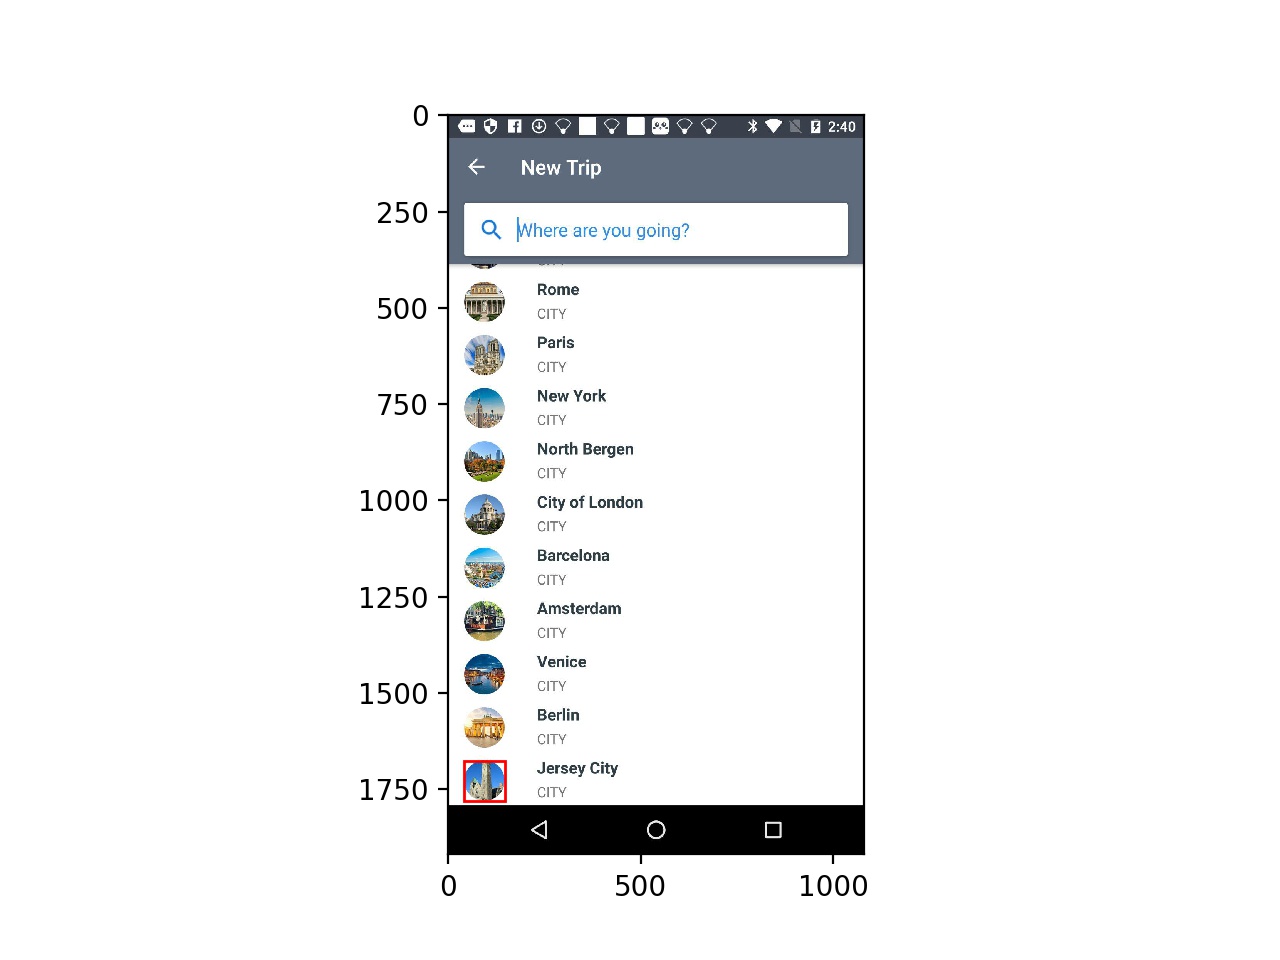 0
2:40
New Trip
250
Where are you going?
Rome
500
CITY
Paris
CITY
750
New York
CITY
North Bergen
CITY
1000
City of London
CITY
Barcelona
CITY
1250
Amsterdam
CITY
Venice
CITY
1500
Berlin
CITY
Jersey City
1750
CITY
0
500
1000